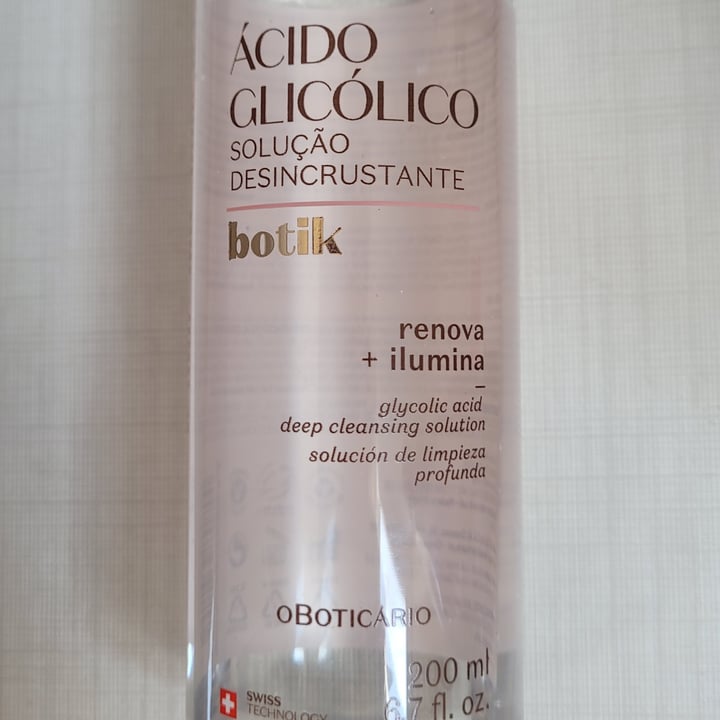 ÁCIDO
GLICÓLICO
SOLUÇÃO
DESINCRUSTANTE
botik
renova
+ ilumina
glycolic acid
deep cleansing solution
solución de limpieza
profunda
oBOTICÁRIO
200 ml
6.7 fl. oz.
SWISS
TECHNOLOGY